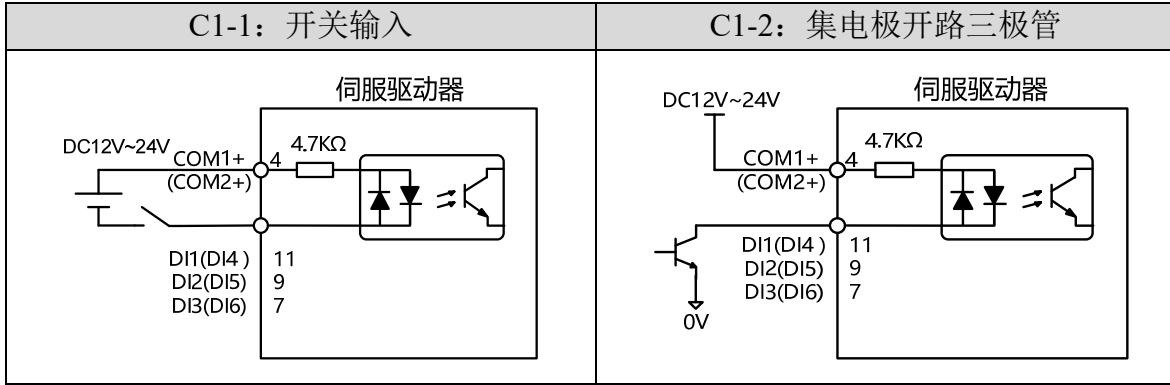 C1-1：开关输入
C1-2：集电极开路三极管
伺服驱动器
DC12V~24V
COM1+
(COM2+)
4
4.7KΩ
DI1(DI4 )
11
DI2(DI5)
9
DI3(DI6)
7
伺服驱动器
DC12V~24V
COM1+
(COM2+)
4
4.7KΩ
DI1(DI4 )
11
DI2(DI5)
9
DI3(DI6)
7
0V